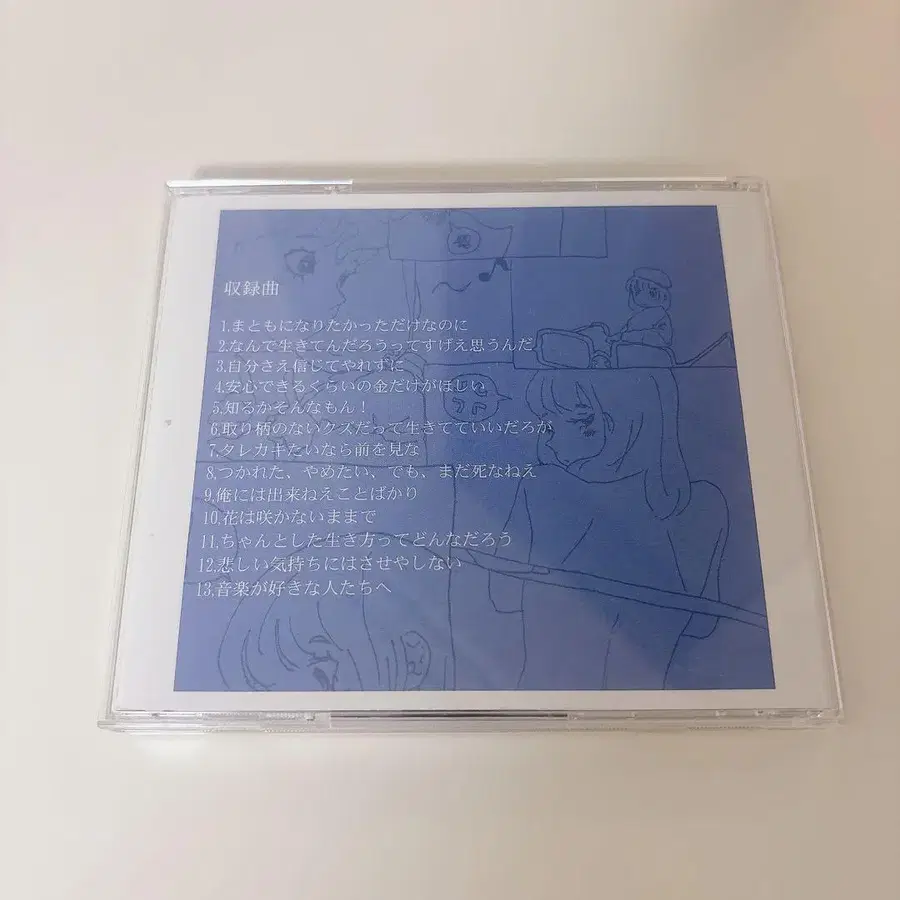 収録曲
1.まともになりたかっただけなのに
2.なんで生きてんだろうってすげえ思うんだ
3.自分さえ信じてやれずに
4.安心できるくらいの金だけがほしい
5.知るかそんなもん！
6.取り柄のないクズだって生きてていいだろが
7.タレカキたいなら前を見な
8.つかれた、やめたい、でも、まだ死なねえ
9.俺には出来ねえことばかり
10.花は咲かないままで
11.ちゃんとした生き方ってどんなだろう
12.悲しい気持ちにはさせやしない
13.音楽が好きな人たちへ